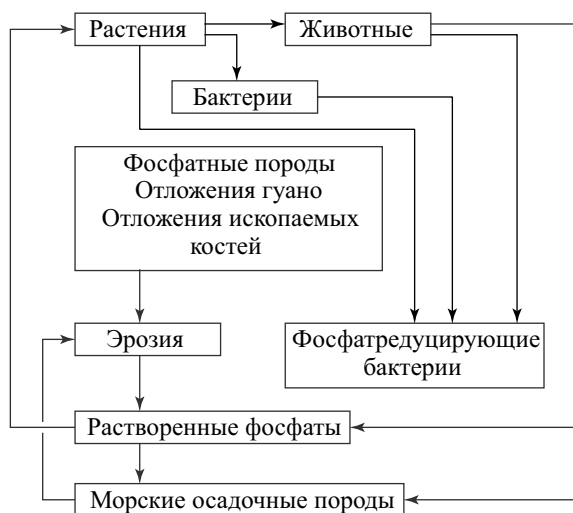 Растения
Животные
Бактерии
Фосфатные породы
Отложения гуано
Отложения ископаемых
костей
Эрозия
Фосфатредуцирующие
бактерии
Растворенные фосфаты
Морские осадочные породы